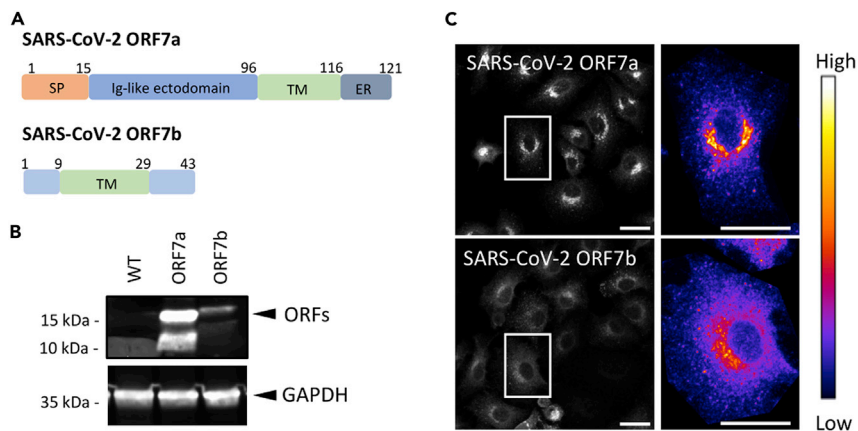 A
SARS-CoV-2 ORF7a
1 15 96 116 121
SP Ig-like ectodomain TM ER
SARS-CoV-2 ORF7b
1 9 29 43
TM
B
WT ORF7a ORF7b
15 kDa -
10 kDa -
ORFs
35 kDa -
GAPDH
C
SARS-CoV-2 ORF7a
SARS-CoV-2 ORF7b
High
Low